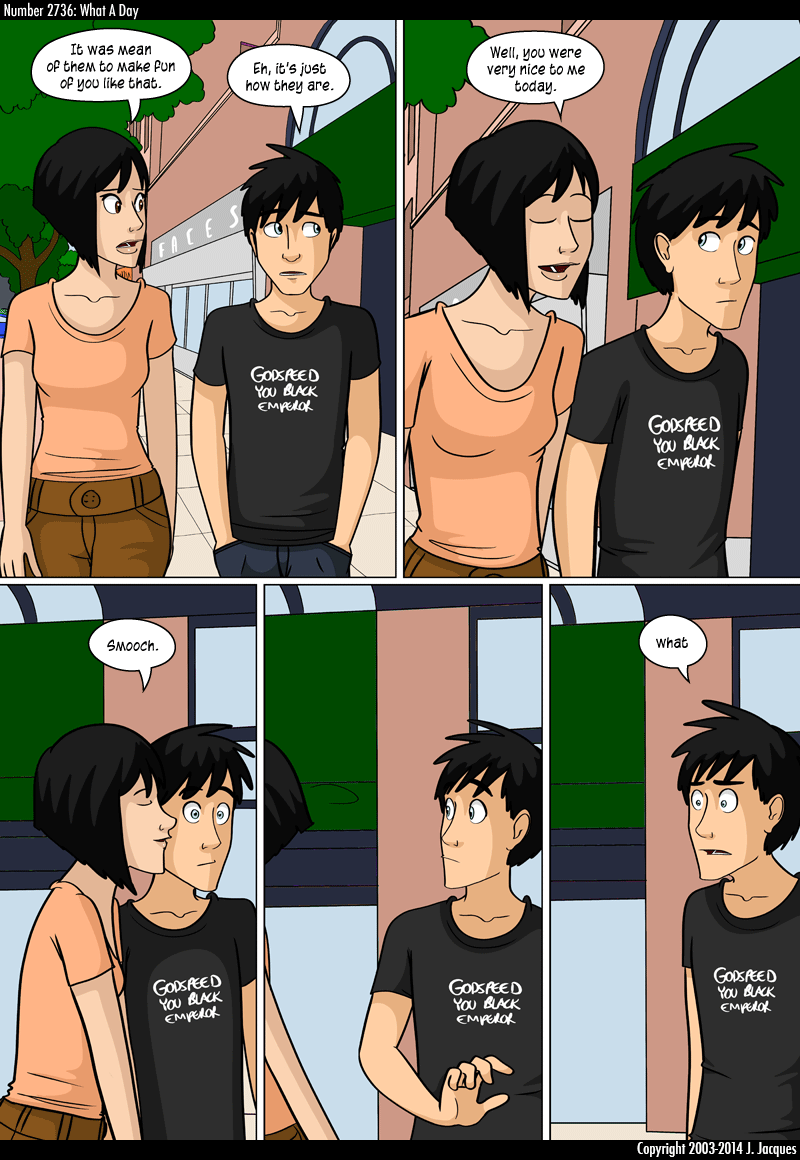 Number 2736: What A Day
It was mean
of them to make fun
of you like that.
Eh, it's just
how they are.
FACES
GODSPEED
YOU BLACK
EMPEROR
Well, you were
very nice to me
today.
GODSPEED
YOU BLACK
EMPEROR
Smooch.
GODSPEED
YOU BLACK
EMPEROR
GODSPEED
YOU BLACK
EMPEROR
what
GODSPEED
YOU BLACK
EMPEROR
Copyright 2003-2014 J. Jacques